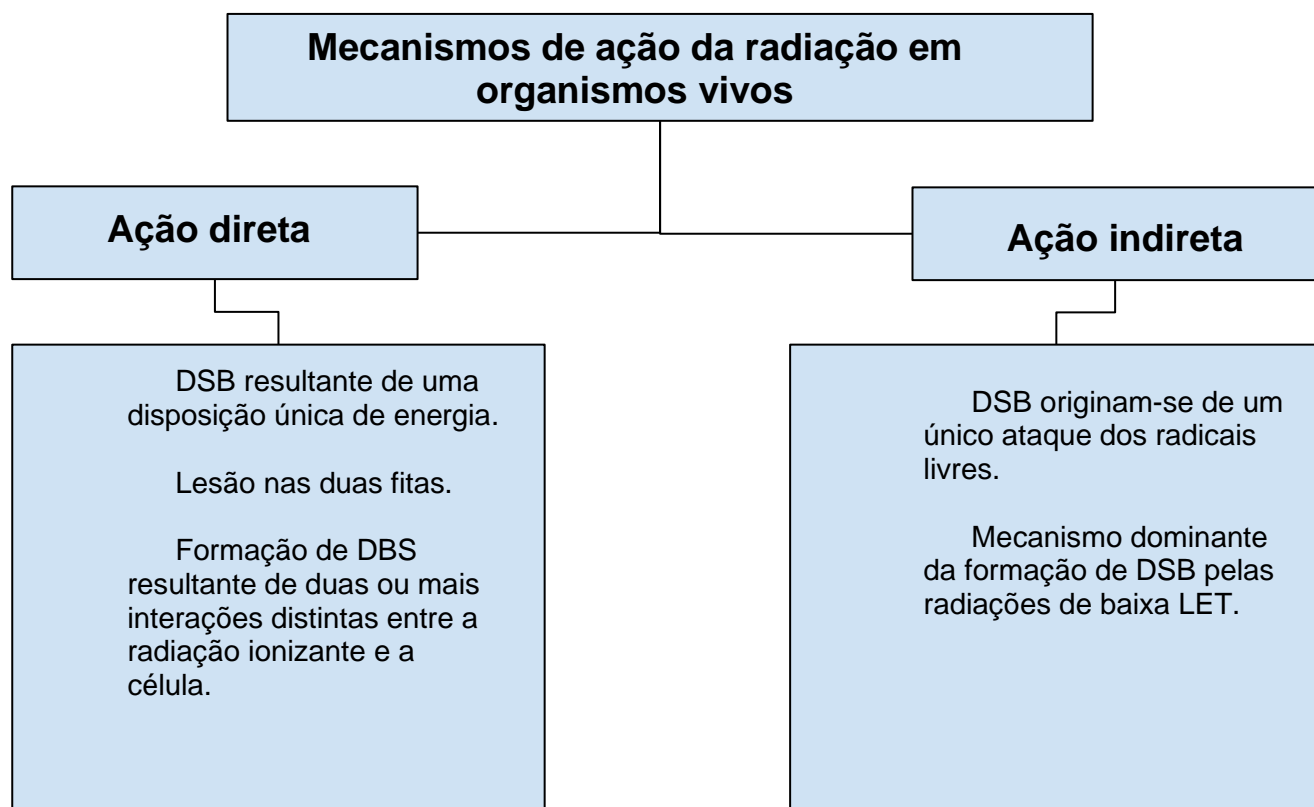 Mecanismos de ação da radiação em
organismos vivos
Ação direta
Ação indireta
DSB resultante de uma
disposição única de energia.
Lesão nas duas fitas.
Formação de DBS
resultante de duas ou mais
interações distintas entre a
radiação ionizante e a
célula.
DSB originam-se de um
único ataque dos radicais
livres.
Mecanismo dominante
da formação de DSB pelas
radiações de baixa LET.